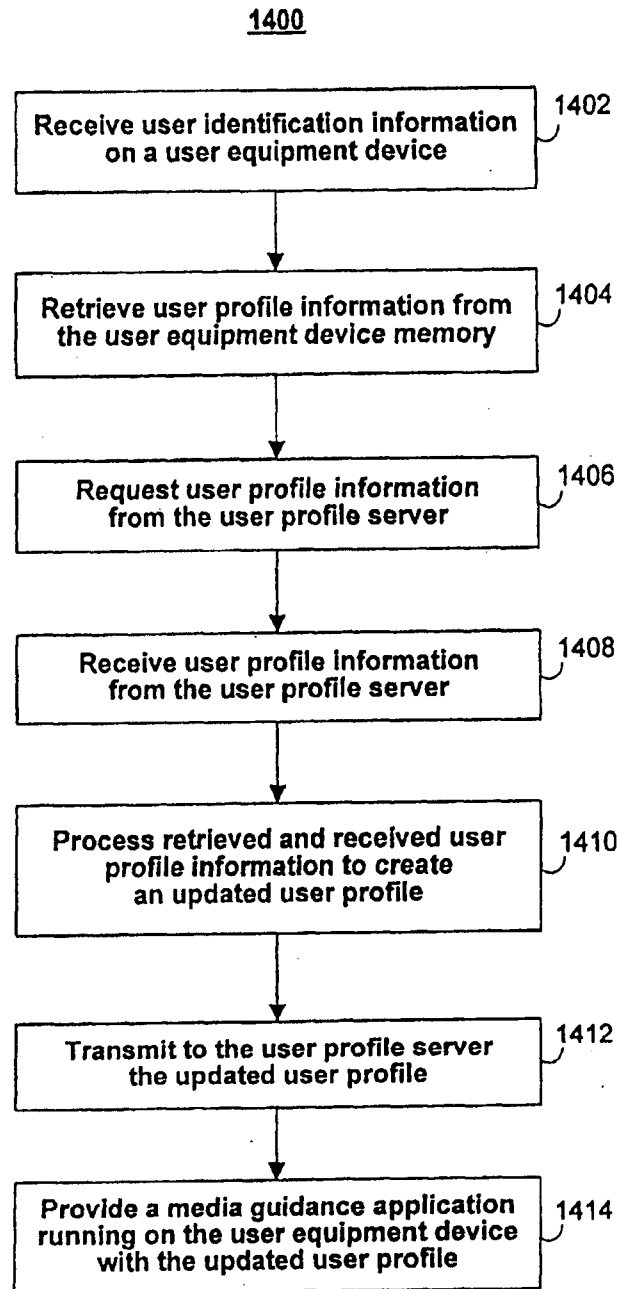 1400
Receive user identification information
on a user equipment device
1402
Retrieve user profile information from
the user equipment device memory
1404
Request user profile information
from the user profile server
1406
Receive user profile information
from the user profile server
1408
Process retrieved and received user
profile information to create
an updated user profile
1410
Transmit to the user profile server
the updated user profile
1412
Provide a media guidance application
running on the user equipment device
with the updated user profile
1414